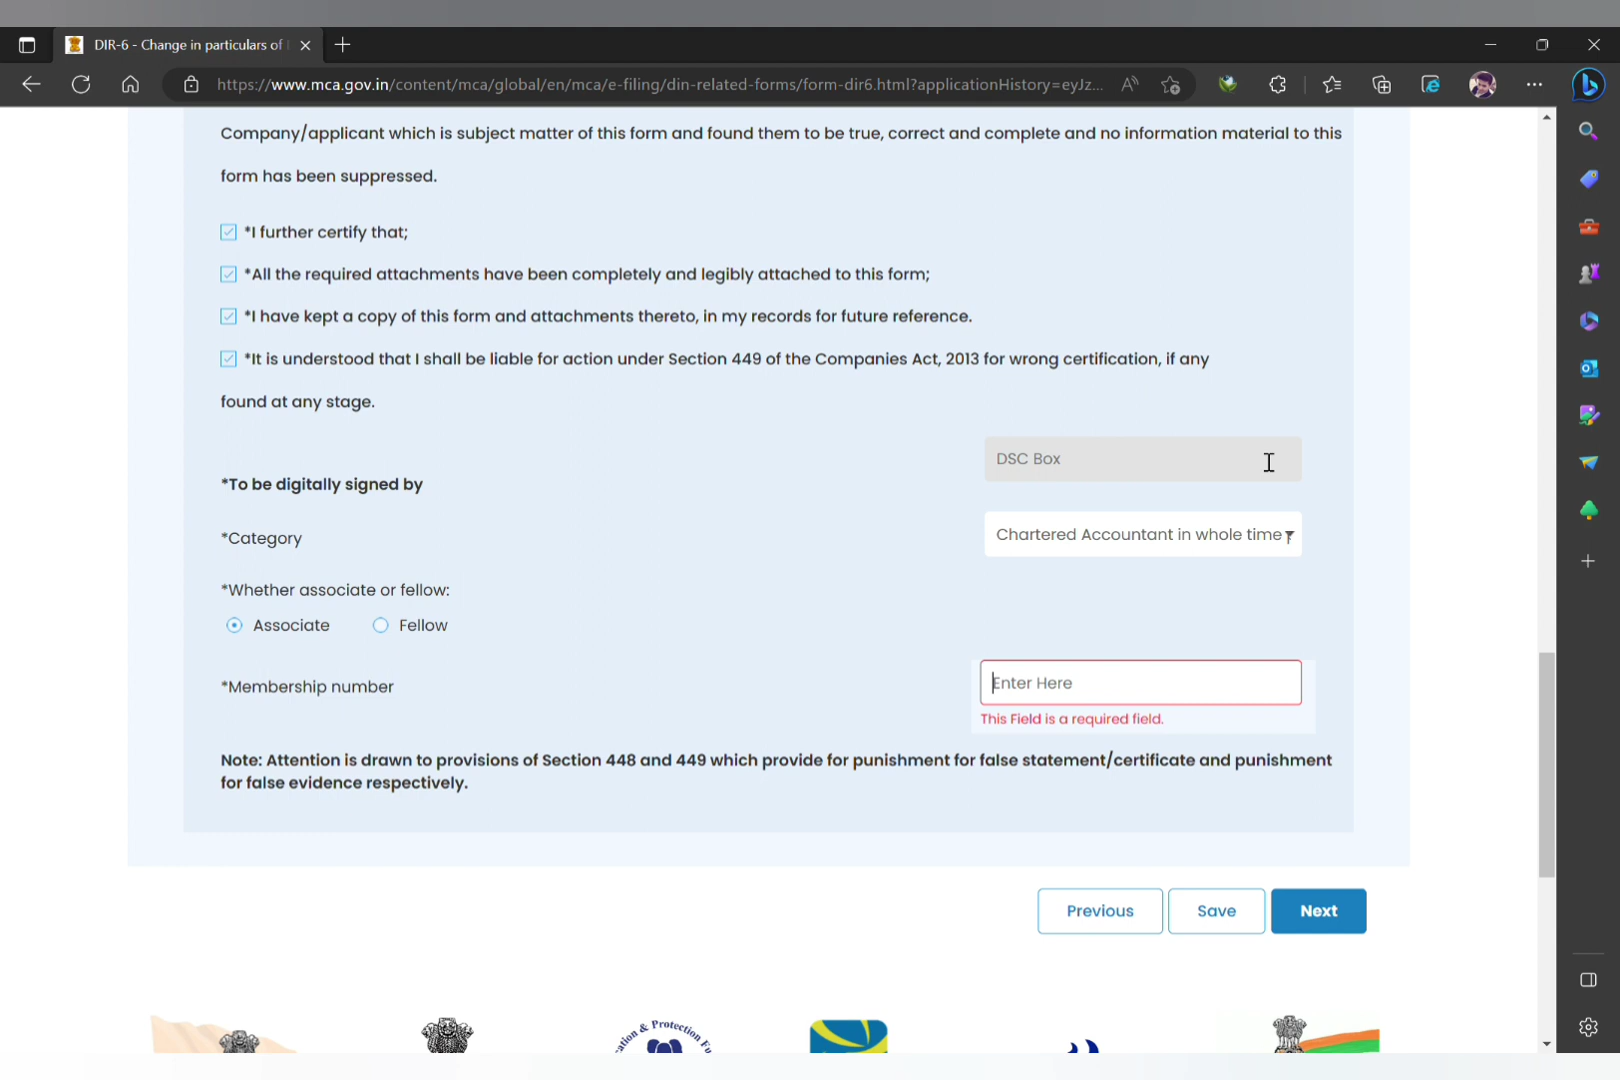 DIR-6 - Change in particulars of
https://www.mca.gov.in/content/mca/global/en/mca/e-filing/din-related-forms/form-dir6.html?applicationHistory=eyJz...
Company/applicant which is subject matter of this form and found them to be true, correct and complete and no information material to this
form has been suppressed.
*I further certify that;
*All the required attachments have been completely and legibly attached to this form;
*I have kept a copy of this form and attachments thereto, in my records for future reference.
*It is understood that I shall be liable for action under Section 449 of the Companies Act, 2013 for wrong certification, if any
found at any stage.
DSC Box
*To be digitally signed by
*Category
Chartered Accountant in whole time
*Whether associate or fellow:
Associate Fellow
*Membership number
Enter Here
This Field is a required field.
Note: Attention is drawn to provisions of Section 448 and 449 which provide for punishment for false statement/certificate and punishment
for false evidence respectively.
Previous Save Next